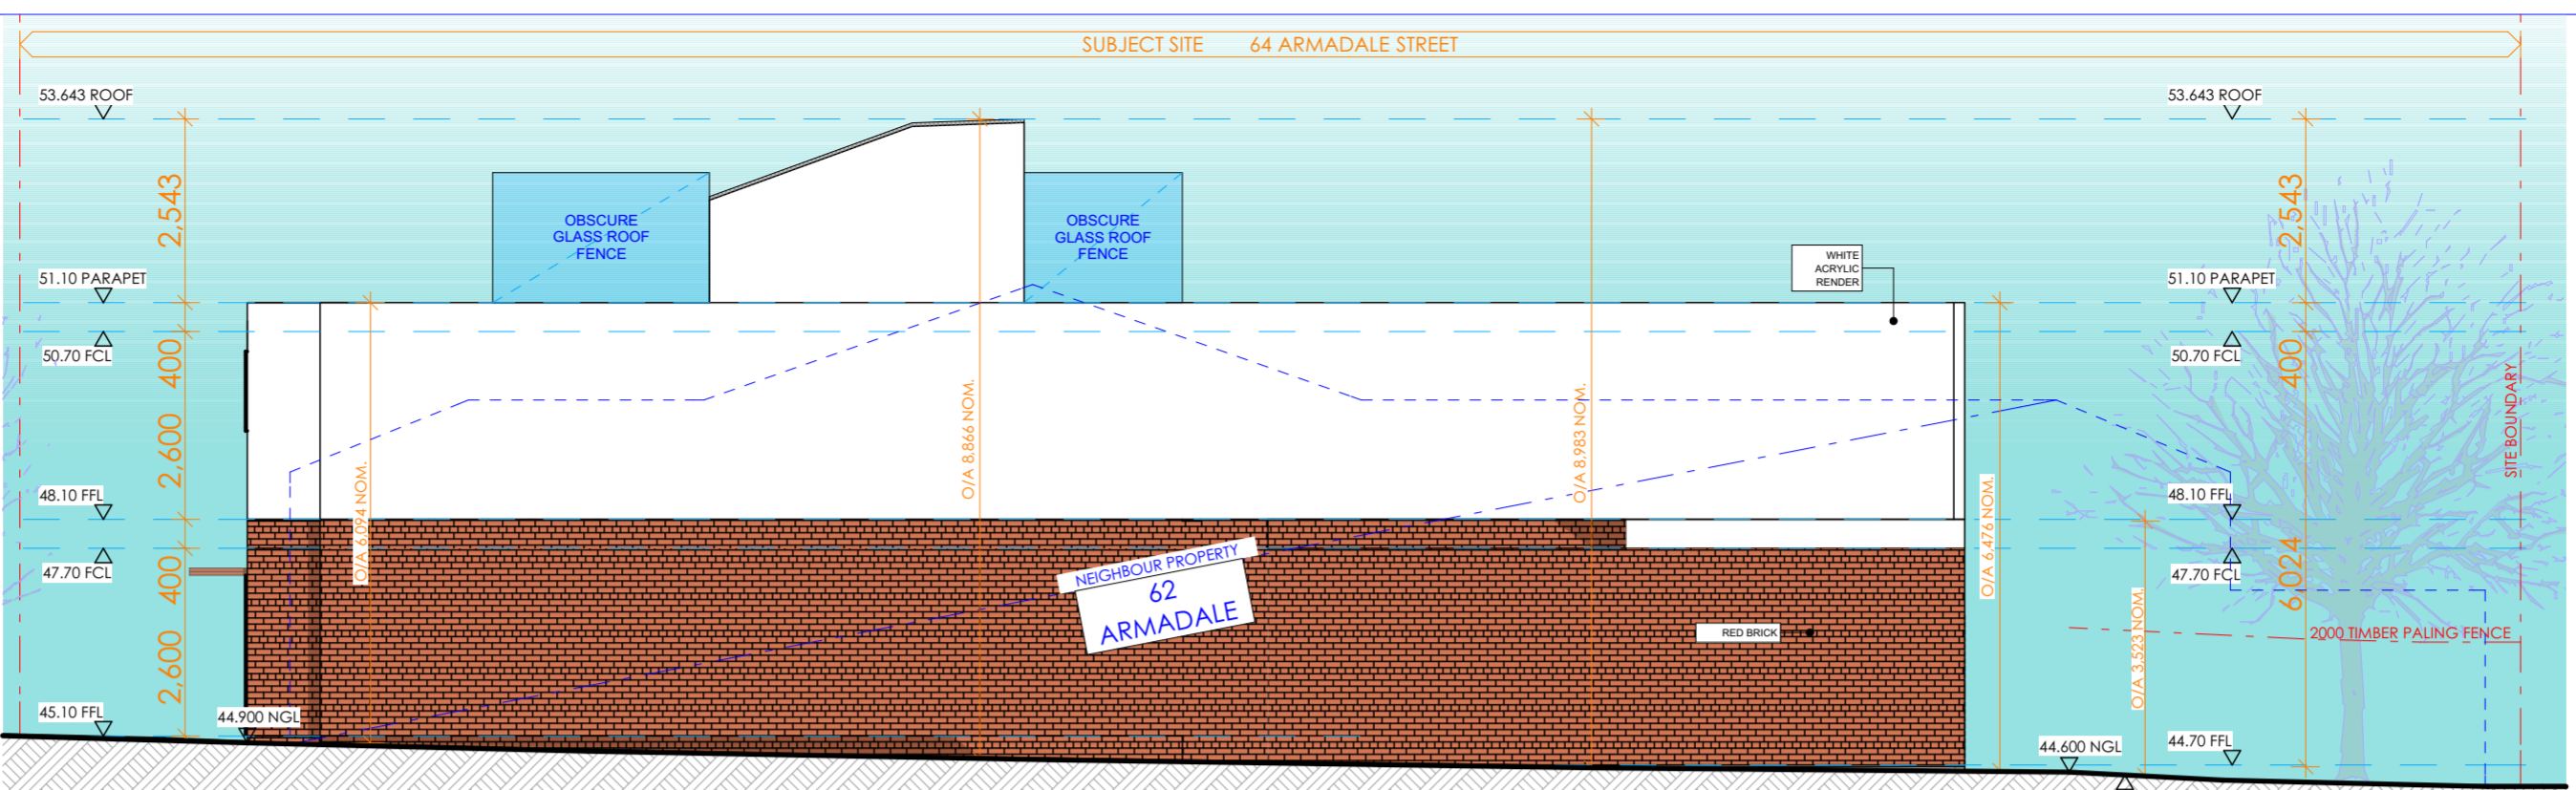 SUBJECT SITE 64 ARMADALE STREET
53.643 ROOF
53.643 ROOF
2,543
2,543
OBSCURE
GLASS ROOF
FENCE
OBSCURE
GLASS ROOF
FENCE
WHITE
ACRYLIC
RENDER
51.10 PARAPET
51.10 PARAPET
400
400
50.70 FCL
50.70 FCL
SITE BOUNDARY
2,600
O/A 6,094 NOM.
O/A 8,866 NOM.
O/A 8,983 NOM.
O/A 6,476 NOM.
48.10 FFL
48.10 FFL
47.70 FCL
47.70 FCL
400
6024
NEIGHBOUR PROPERTY
62
ARMADALE
RED BRICK
O/A 3,523 NOM.
2000 TIMBER PALING FENCE
2,600
45.10 FFL
44.900 NGL
44.600 NGL
44.70 FFL